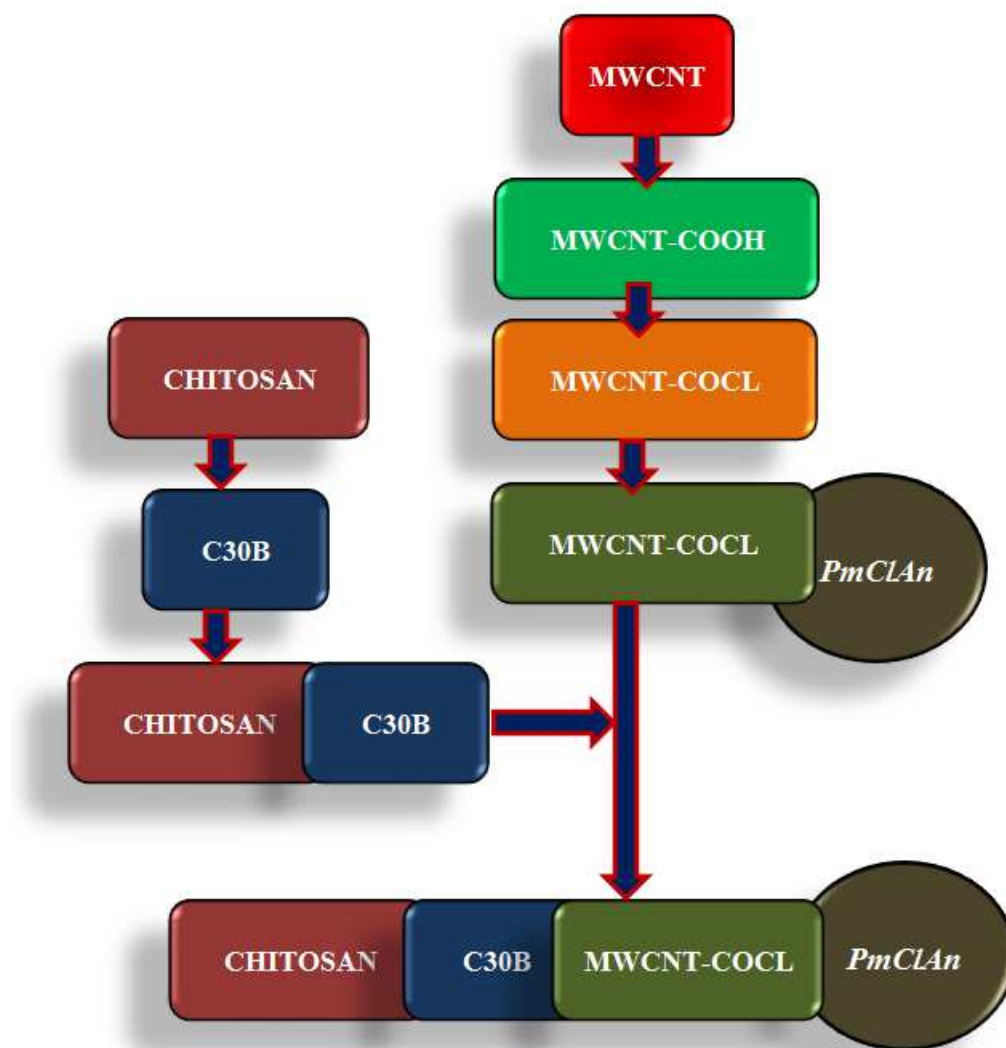 MWCNT
MWCNT-COOH
MWCNT-COCL
CHITOSAN
C30B
MWCNT-COCL
PmClAn
CHITOSAN
C30B
CHITOSAN
C30B
MWCNT-COCL
PmClAn